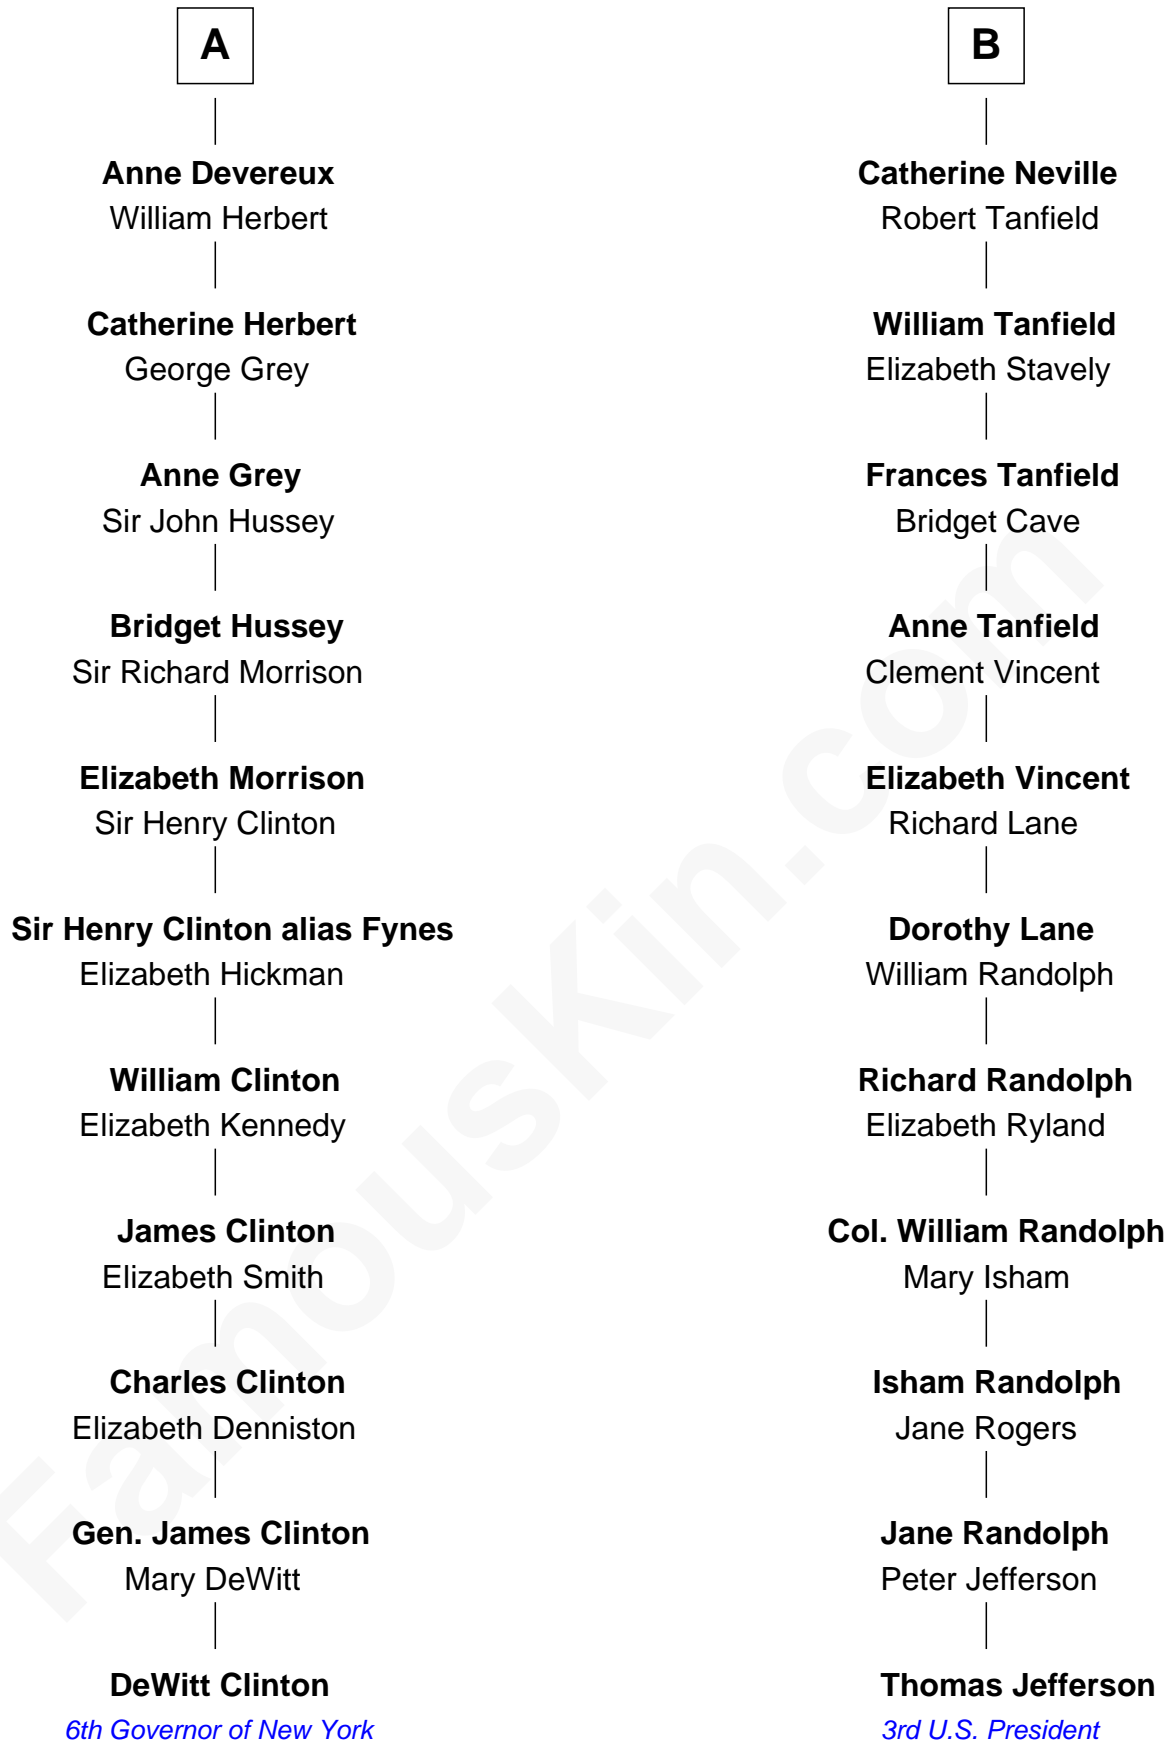 A
Anne Devereux
William Herbert
Catherine Herbert
George Grey
Anne Grey
Sir John Hussey
Bridget Hussey
Sir Richard Morrison
Elizabeth Morrison
Sir Henry Clinton
Sir Henry Clinton alias Fynes
Elizabeth Hickman
William Clinton
Elizabeth Kennedy
James Clinton
Elizabeth Smith
Charles Clinton
Elizabeth Denniston
Gen. James Clinton
Mary DeWitt
DeWitt Clinton
6th Governor of New York
B
Catherine Neville
Robert Tanfield
William Tanfield
Elizabeth Stavely
Frances Tanfield
Bridget Cave
Anne Tanfield
Clement Vincent
Elizabeth Vincent
Richard Lane
Dorothy Lane
William Randolph
Richard Randolph
Elizabeth Ryland
Col. William Randolph
Mary Isham
Isham Randolph
Jane Rogers
Jane Randolph
Peter Jefferson
Thomas Jefferson
3rd U.S. President
FamousKin.com